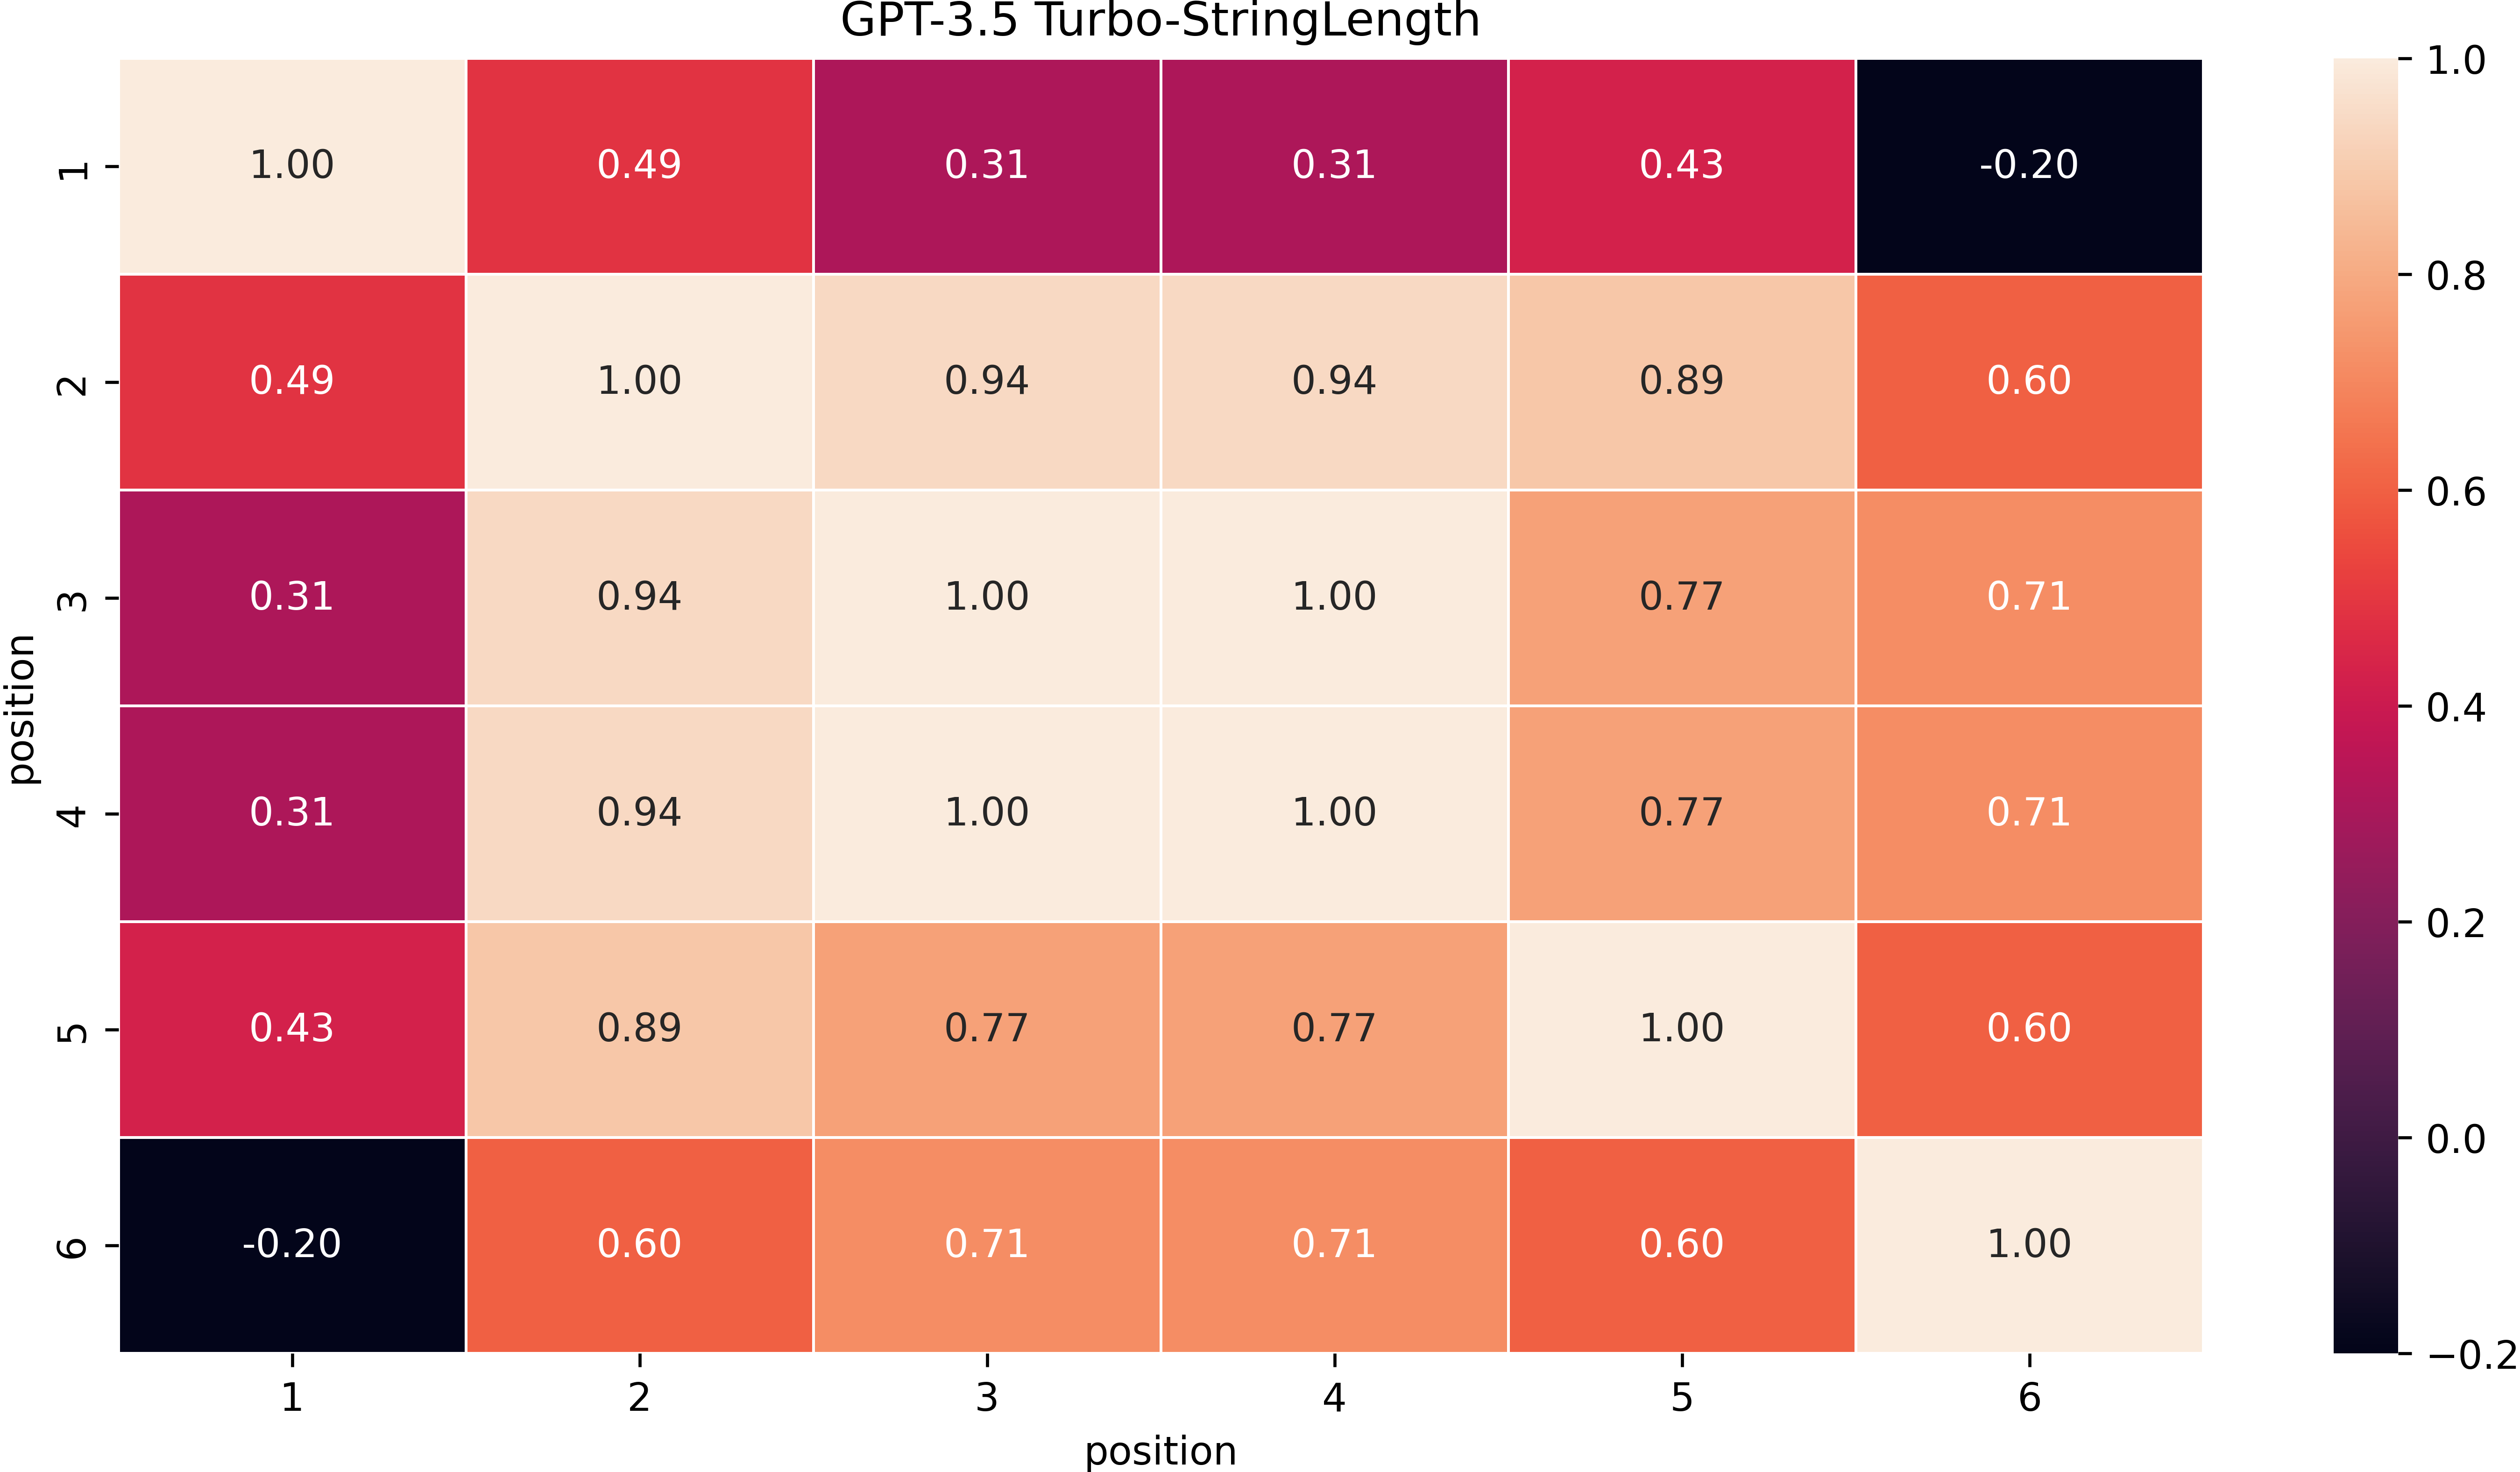 GPT-3.5 Turbo-StringLength
1.0
1 1.00 0.49 0.31 0.31 0.43 -0.20
0.8
2 0.49 1.00 0.94 0.94 0.89 0.60
0.6
3 0.31 0.94 1.00 1.00 0.77 0.71
position
0.4
4 0.31 0.94 1.00 1.00 0.77 0.71
0.2
5 0.43 0.89 0.77 0.77 1.00 0.60
0.0
6 -0.20 0.60 0.71 0.71 0.60 1.00
−0.2
1 2 3 4 5 6
position